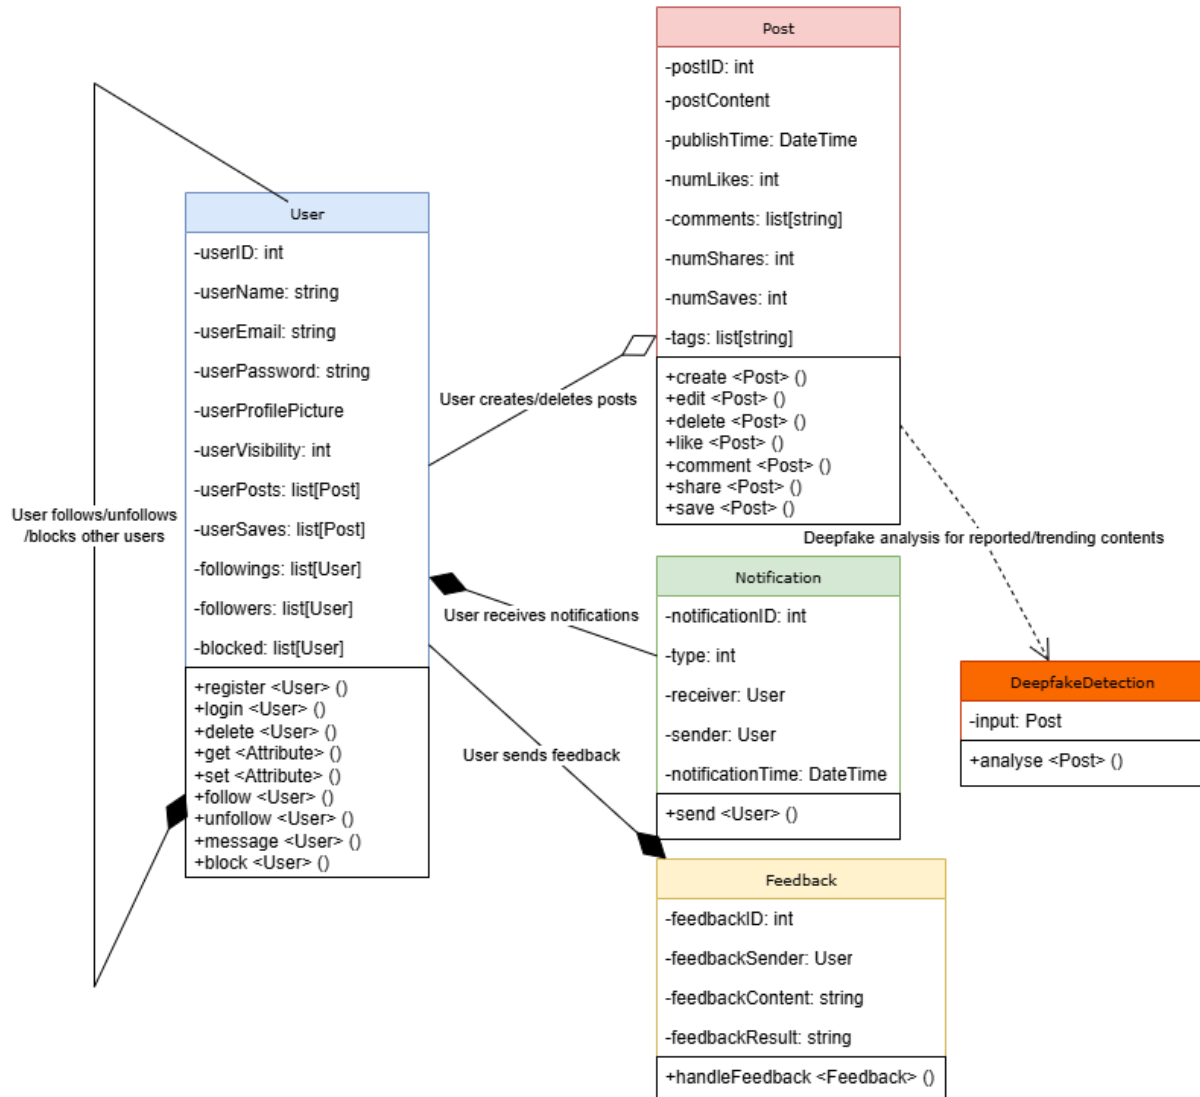 Post
-postID: int
-postContent
-publishTime: DateTime
-numLikes: int
-comments: list[string]
-numShares: int
-numSaves: int
-tags: list[string]
+create <Post> ()
+edit <Post> ()
+delete <Post> ()
+like <Post> ()
+comment <Post> ()
+share <Post> ()
+save <Post> ()
User
-userID: int
-userName: string
-userEmail: string
-userPassword: string
-userProfilePicture
-userVisibility: int
-userPosts: list[Post]
-userSaves: list[Post]
-followings: list[User]
-followers: list[User]
-blocked: list[User]
+register <User> ()
+login <User> ()
+delete <User> ()
+get <Attribute> ()
+set <Attribute> ()
+follow <User> ()
+unfollow <User> ()
+message <User> ()
+block <User> ()
User creates/deletes posts
User follows/unfollows
/blocks other users
Deepfake analysis for reported/trending contents
User receives notifications
Notification
-notificationID: int
-type: int
-receiver: User
-sender: User
-notificationTime: DateTime
+send <User> ()
DeepfakeDetection
-input: Post
+analyse <Post> ()
User sends feedback
Feedback
-feedbackID: int
-feedbackSender: User
-feedbackContent: string
-feedbackResult: string
+handleFeedback <Feedback> ()